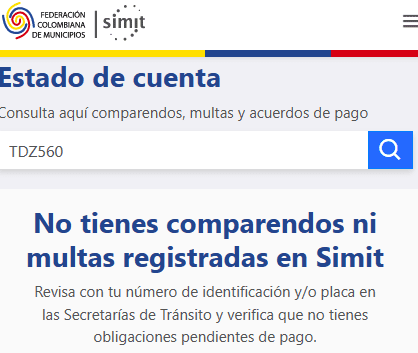 FEDERACIÓN
COLOMBIANA
DE MUNICIPIOS
simit
Estado de cuenta
Consulta aquí comparendos, multas y acuerdos de pago
TDZ560
No tienes comparendos ni
multas registradas en Simit
Revisa con tu número de identificación y/o placa en
las Secretarías de Tránsito y verifica que no tienes
obligaciones pendientes de pago.